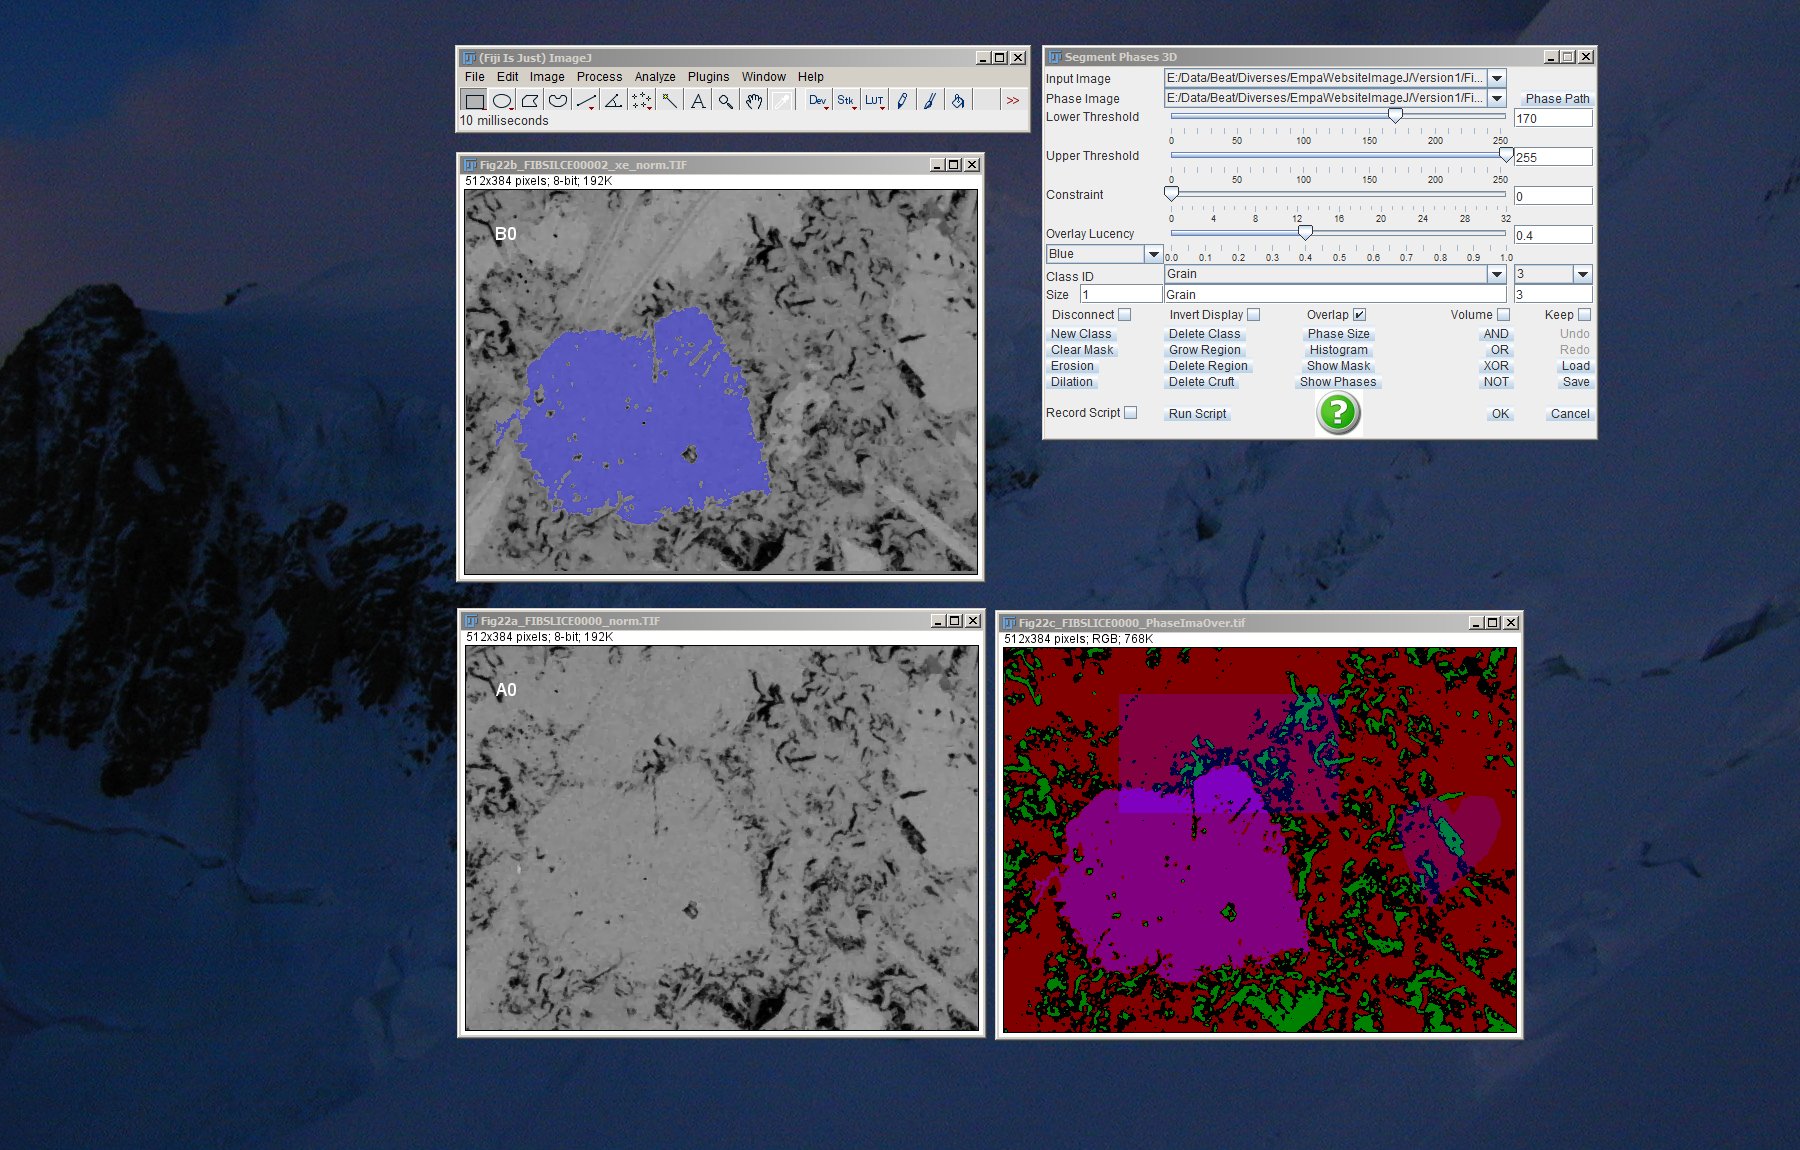 (Fiji Is Just) ImageJ
File Edit Image Process Analyze Plugins Window Help
Dev Stk LUT >>
10 milliseconds
Fig22b_FIBSILCE00002_xe_norm.TIF
512x384 pixels; 8-bit; 192K
B0
Segment Phases 3D
Input Image E:/Data/Beat/Diverses/EmpaWebsiteImageJ/Version1/Fi...
Phase Image E:/Data/Beat/Diverses/EmpaWebsiteImageJ/Version1/Fi... Phase Path
Lower Threshold 170
0 50 100 150 200 250
Upper Threshold 255
0 50 100 150 200 250
Constraint 0
0 4 8 12 16 20 24 28 32
Overlay Lucency 0.4
Blue 0.0 0.1 0.2 0.3 0.4 0.5 0.6 0.7 0.8 0.9 1.0
Class ID Grain 3
Size 1 Grain 3
Disconnect Invert Display Overlap Volume Keep
New Class Delete Class Phase Size AND Undo
Clear Mask Grow Region Histogram OR Redo
Erosion Delete Region Show Mask XOR Load
Dilation Delete Cruft Show Phases NOT Save
Record Script Run Script ? OK Cancel
Fig22a_FIBSLICE0000_norm.TIF
512x384 pixels; 8-bit; 192K
A0
Fig22c_FIBSLICE0000_PhaseImaOver.tif
512x384 pixels; RGB; 768K